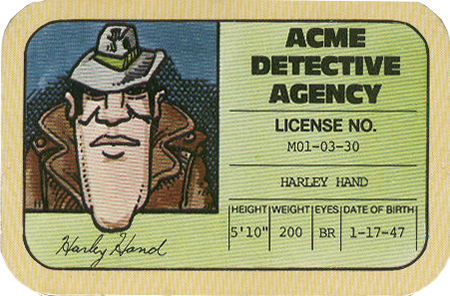 ACME
DETECTIVE
AGENCY
LICENSE NO.
MO1-03-30
HARLEY HAND
HEIGHT WEIGHT EYES DATE OF BIRTH
5'10" 200 BR 1-17-47
Harley Hand